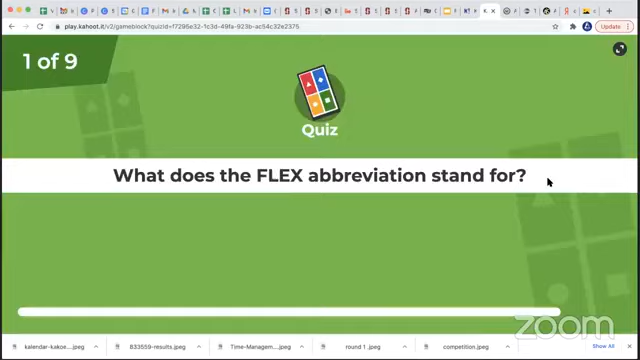 play.kahoot.it/v2/gameblock?quizId=f7296e32-1c3d-49fa-923b-ac54c32e2375
Update
1 of 9
Quiz
What does the FLEX abbreviation stand for?
zoom
kalendar-kakoe....jpeg
833559-results.jpeg
Time-Managem....jpeg
round 1 .jpeg
competition.jpeg
Show All